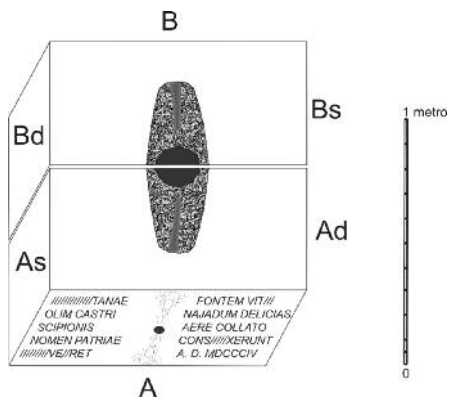 B
Bd
Bs
1 metro
As
Ad
//////////////TANAE FONTEM VIT///
OLIM CASTRI NAJADUM DELICIAS
SCIPIONIS AERE COLLATO
NOMEN PATRIAE CONS/////XERUNT
/////////VE//RET A. D. MDCCCIV
A
0